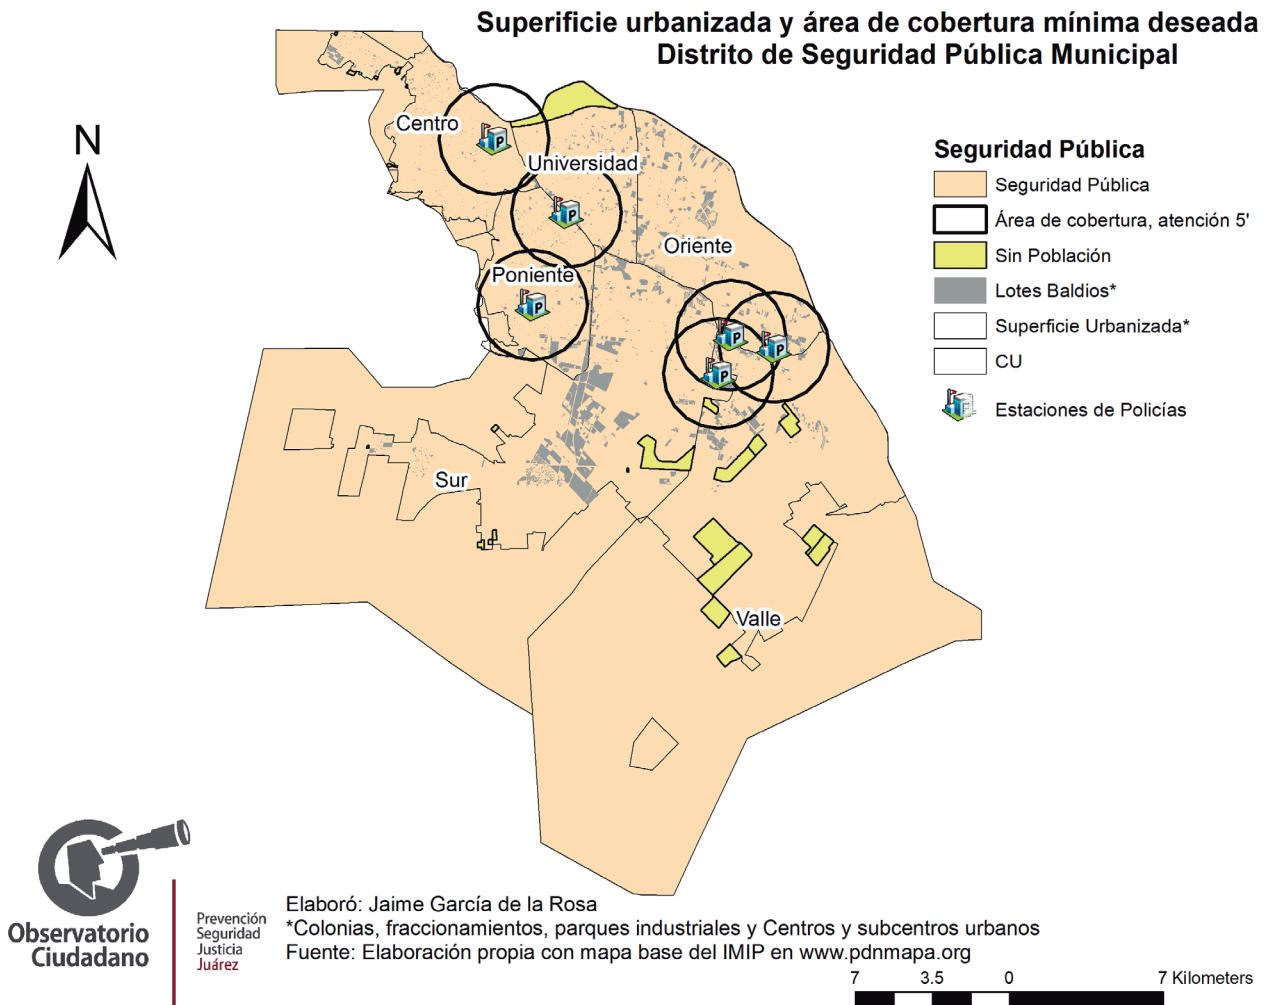 Superificie urbanizada y área de cobertura mínima deseada
Distrito de Seguridad Pública Municipal
N
Centro
Universidad
Oriente
Poniente
Sur
Valle
Seguridad Pública
Seguridad Pública
Área de cobertura, atención 5'
Sin Población
Lotes Baldios*
Superficie Urbanizada*
CU
Estaciones de Policías
P
P
P
P
P
P
Observatorio
Ciudadano
Prevención
Seguridad
Justicia
Juárez
Elaboró: Jaime García de la Rosa
*Colonias, fraccionamientos, parques industriales y Centros y subcentros urbanos
Fuente: Elaboración propia con mapa base del IMIP en www.pdnmapa.org
7 3.5 0 7 Kilometers